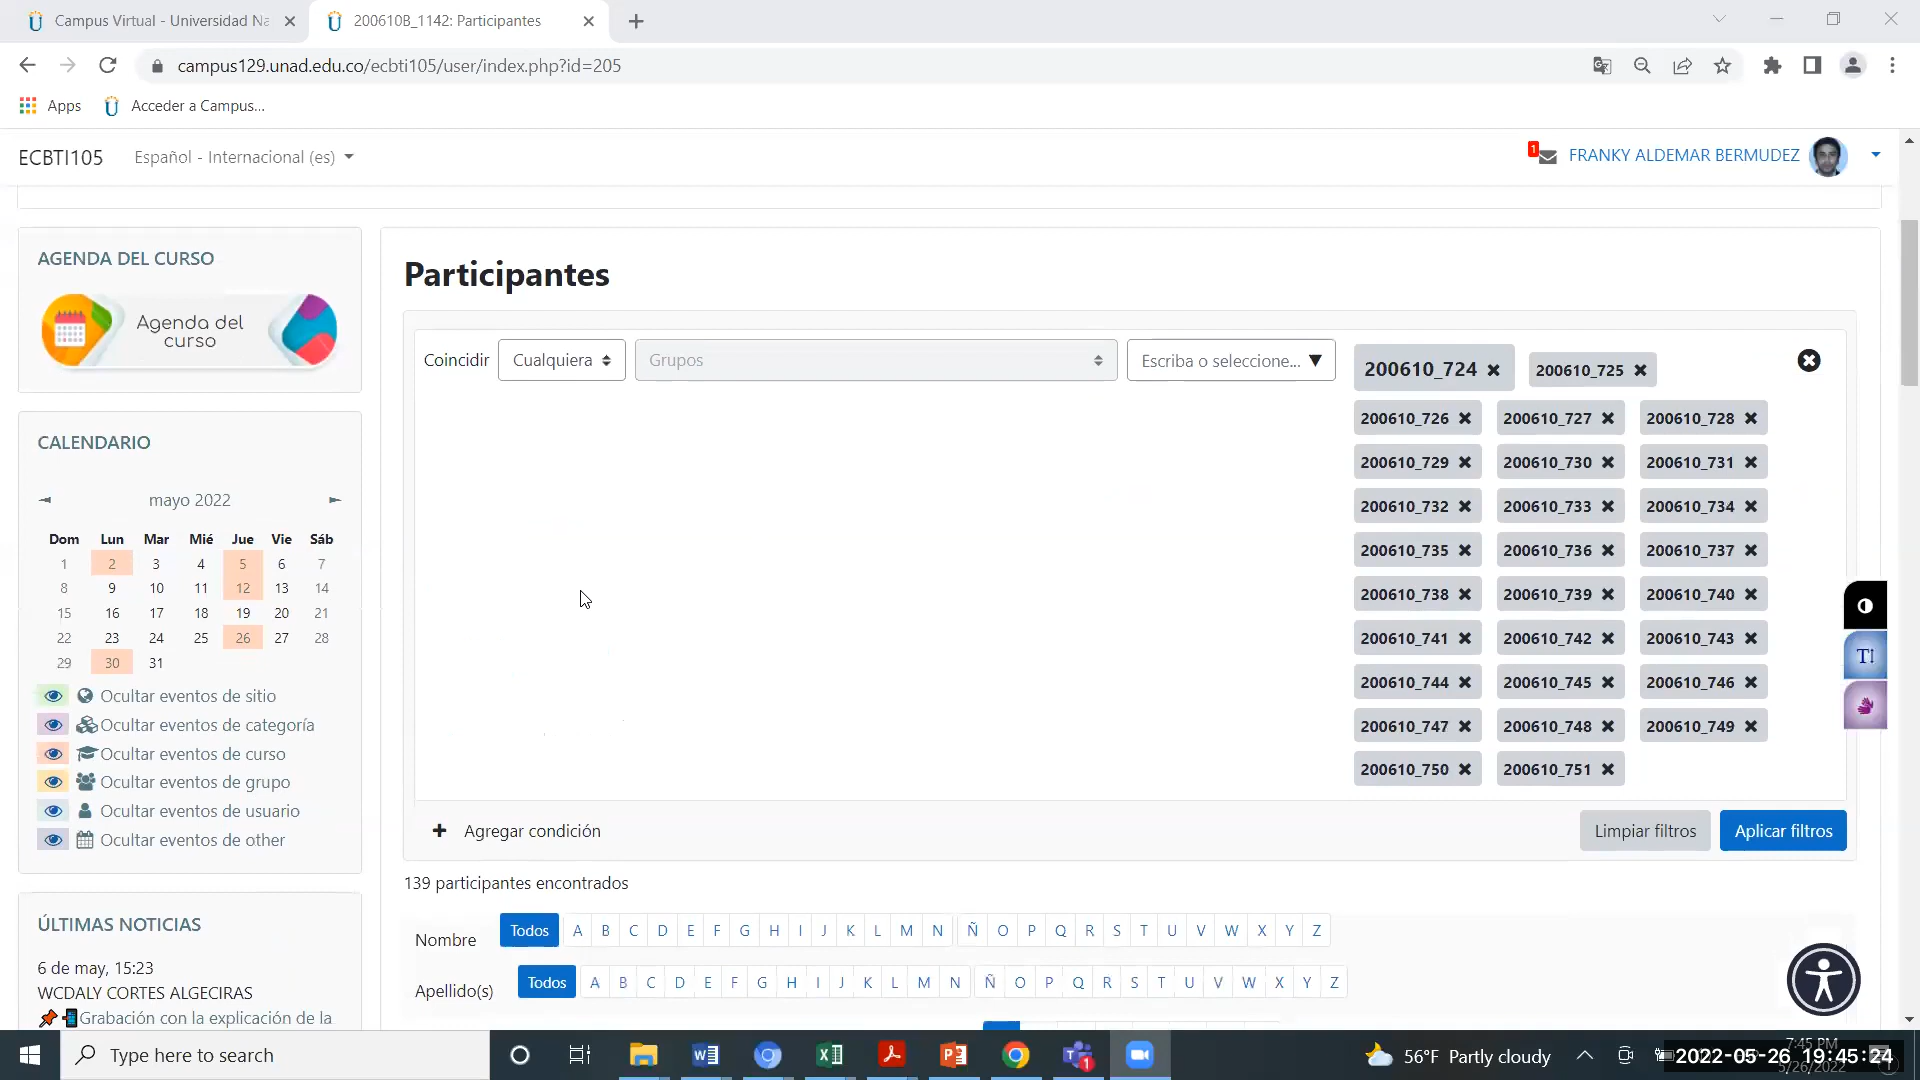 Campus Virtual - Universidad Na
200610B_1142: Participantes
campus129.unad.edu.co/ecbti105/user/index.php?id=205
Apps
Acceder a Campus...
ECBTI105
Español - Internacional (es)
1
FRANKY ALDEMAR BERMUDEZ
AGENDA DEL CURSO
Agenda del
curso
CALENDARIO
mayo 2022
Dom Lun Mar Mié Jue Vie Sáb
1 2 3 4 5 6 7
8 9 10 11 12 13 14
15 16 17 18 19 20 21
22 23 24 25 26 27 28
29 30 31
Ocultar eventos de sitio
Ocultar eventos de categoría
Ocultar eventos de curso
Ocultar eventos de grupo
Ocultar eventos de usuario
Ocultar eventos de other
ÚLTIMAS NOTICIAS
6 de may, 15:23
WCDALY CORTES ALGECIRAS
Grabación con la explicación de la
Participantes
Coincidir Cualquiera Grupos Escriba o seleccione...
200610_724 200610_725
200610_726 200610_727 200610_728
200610_729 200610_730 200610_731
200610_732 200610_733 200610_734
200610_735 200610_736 200610_737
200610_738 200610_739 200610_740
200610_741 200610_742 200610_743
200610_744 200610_745 200610_746
200610_747 200610_748 200610_749
200610_750 200610_751
Agregar condición
Limpiar filtros
Aplicar filtros
139 participantes encontrados
Nombre Todos A B C D E F G H I J K L M N Ñ O P Q R S T U V W X Y Z
Apellido(s) Todos A B C D E F G H I J K L M N Ñ O P Q R S T U V W X Y Z
T
Type here to search
1
56°F Partly cloudy
7:45 PM
2022-05-26 19:45:24
5/26/2022
1